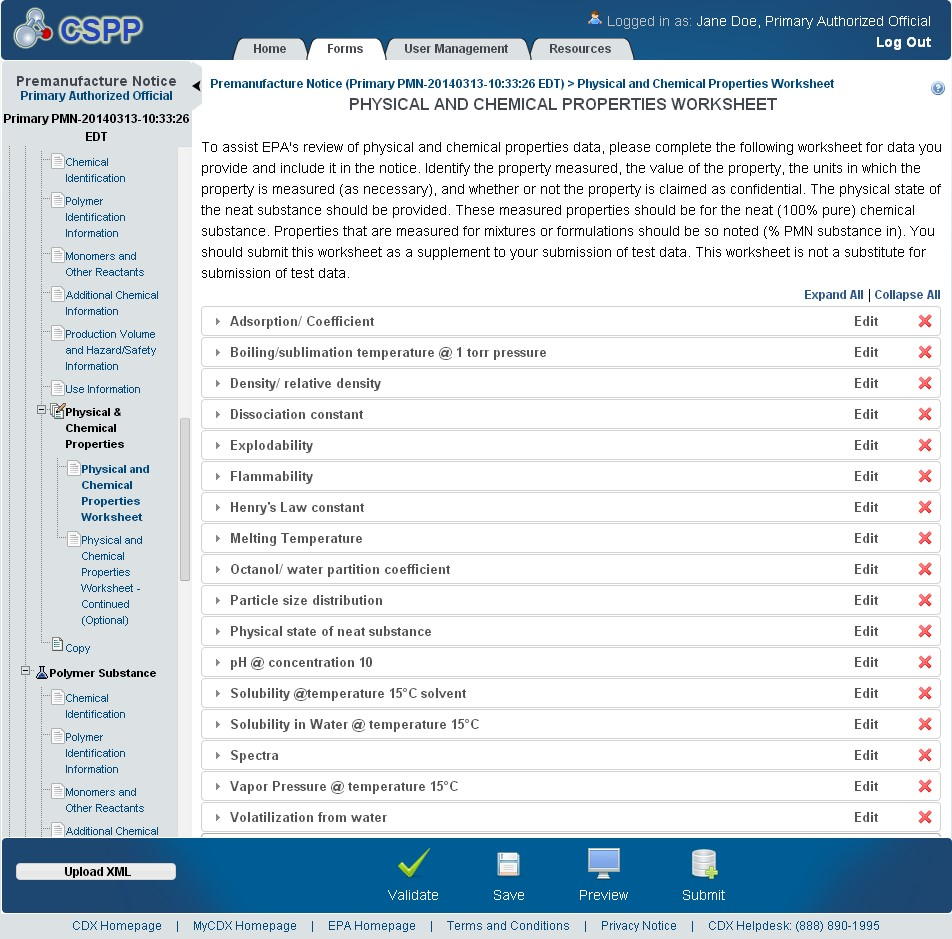 CSPP
Logged in as: Jane Doe, Primary Authorized Official
Log Out
Home
Forms
User Management
Resources
Premanufacture Notice
Primary Authorized Official
Primary PMN-20140313-10:33:26
EDT
Chemical
Identification
Polymer
Identification
Information
Monomers and
Other Reactants
Additional Chemical
Information
Production Volume
and Hazard/Safety
Information
Use Information
Physical &
Chemical
Properties
Physical and
Chemical
Properties
Worksheet
Physical and
Chemical
Properties
Worksheet -
Continued
(Optional)
Copy
Polymer Substance
Chemical
Identification
Polymer
Identification
Information
Monomers and
Other Reactants
Additional Chemical
Premanufacture Notice (Primary PMN-20140313-10:33:26 EDT) > Physical and Chemical Properties Worksheet
PHYSICAL AND CHEMICAL PROPERTIES WORKSHEET
To assist EPA's review of physical and chemical properties data, please complete the following worksheet for data you
provide and include it in the notice. Identify the property measured, the value of the property, the units in which the
property is measured (as necessary), and whether or not the property is claimed as confidential. The physical state of
the neat substance should be provided. These measured properties should be for the neat (100% pure) chemical
substance. Properties that are measured for mixtures or formulations should be so noted (% PMN substance in). You
should submit this worksheet as a supplement to your submission of test data. This worksheet is not a substitute for
submission of test data.
Expand All | Collapse All
Adsorption/ Coefficient Edit
Boiling/sublimation temperature @ 1 torr pressure Edit
Density/ relative density Edit
Dissociation constant Edit
Explodability Edit
Flammability Edit
Henry's Law constant Edit
Melting Temperature Edit
Octanol/ water partition coefficient Edit
Particle size distribution Edit
Physical state of neat substance Edit
pH @ concentration 10 Edit
Solubility @temperature 15°C solvent Edit
Solubility in Water @ temperature 15°C Edit
Spectra Edit
Vapor Pressure @ temperature 15°C Edit
Volatilization from water Edit
Upload XML
Validate
Save
Preview
Submit
CDX Homepage | MyCDX Homepage | EPA Homepage | Terms and Conditions | Privacy Notice | CDX Helpdesk: (888) 890-1995